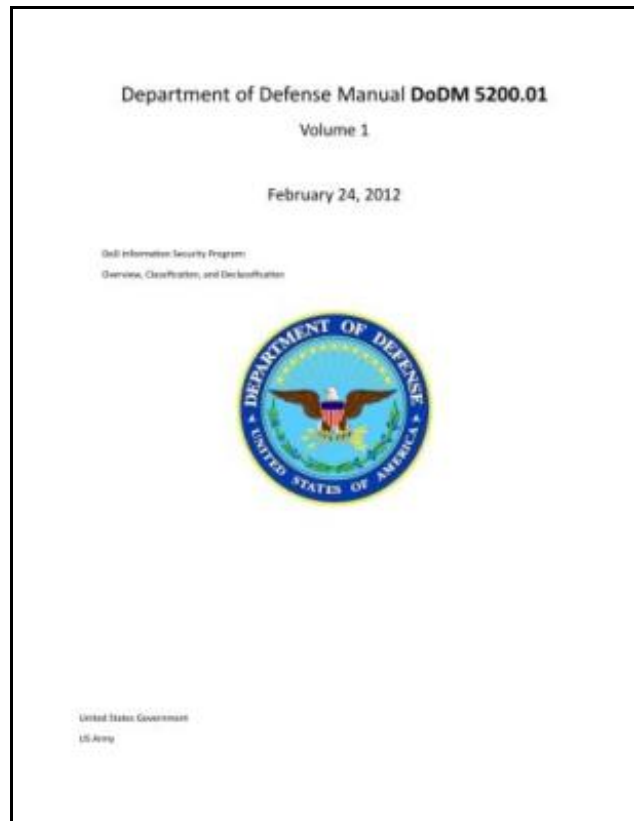 Department of Defense Manual DoDM 5200.01
Volume 1
February 24, 2012
DoD Information Security Program:
Overview, Classification, and Declassification
DEPARTMENT OF DEFENSE
UNITED STATES OF AMERICA
United States Government
US Army